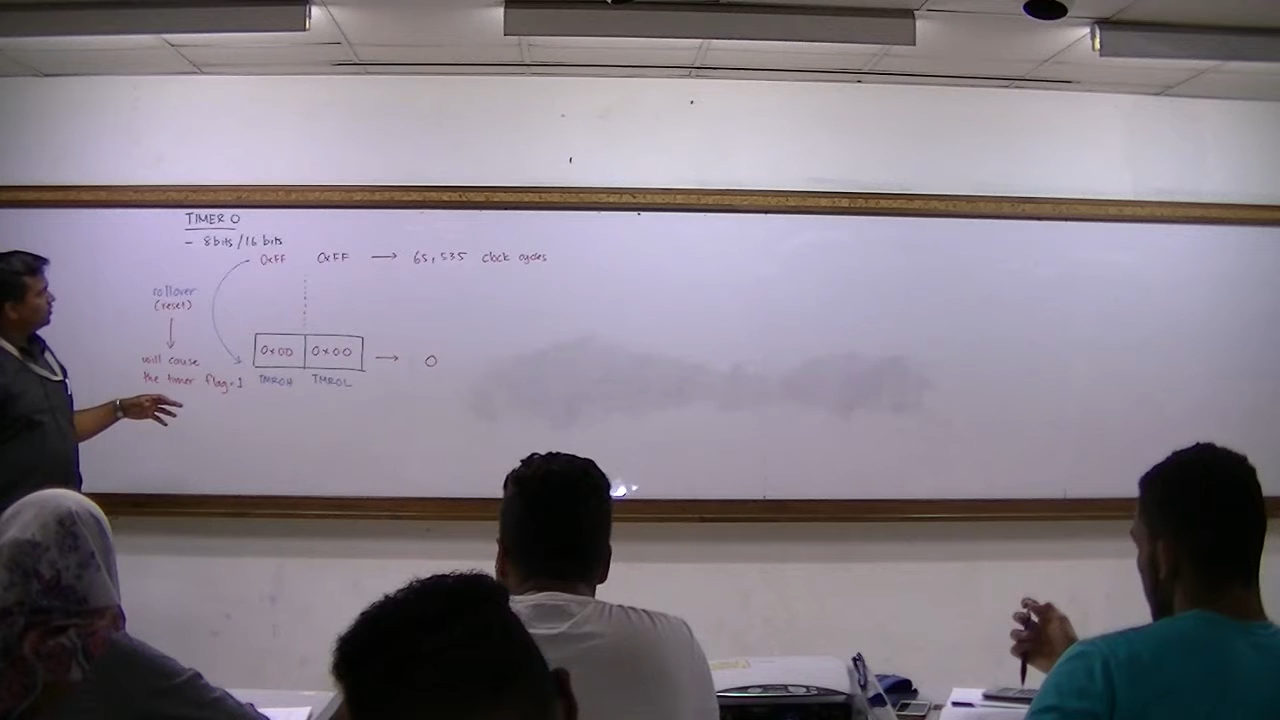 TIMER 0
- 8bits/16 bits
0xFF 0xFF → 65,535 clock cycles
rollover
(reset)
0x00 0x00 → 0
will cause
the timer flag=1
TMR0H TMR0L